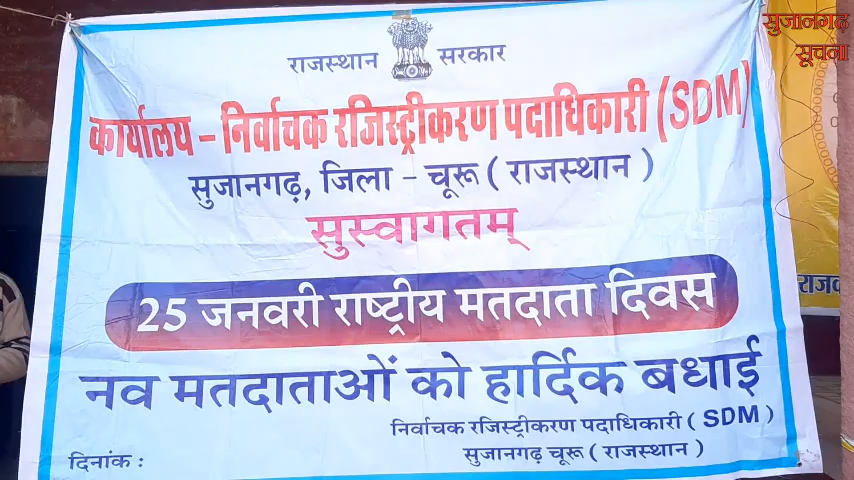 सुजानगढ़
सूचना
राजस्थान सरकार
कार्यालय – निर्वाचक रजिस्ट्रीकरण पदाधिकारी (SDM)
सुजानगढ़, जिला – चूरू ( राजस्थान )
सुस्वागतम्
25 जनवरी राष्ट्रीय मतदाता दिवस
नव मतदाताओं को हार्दिक बधाई
निर्वाचक रजिस्ट्रीकरण पदाधिकारी ( SDM )
सुजानगढ़ चूरू ( राजस्थान )
दिनांक :